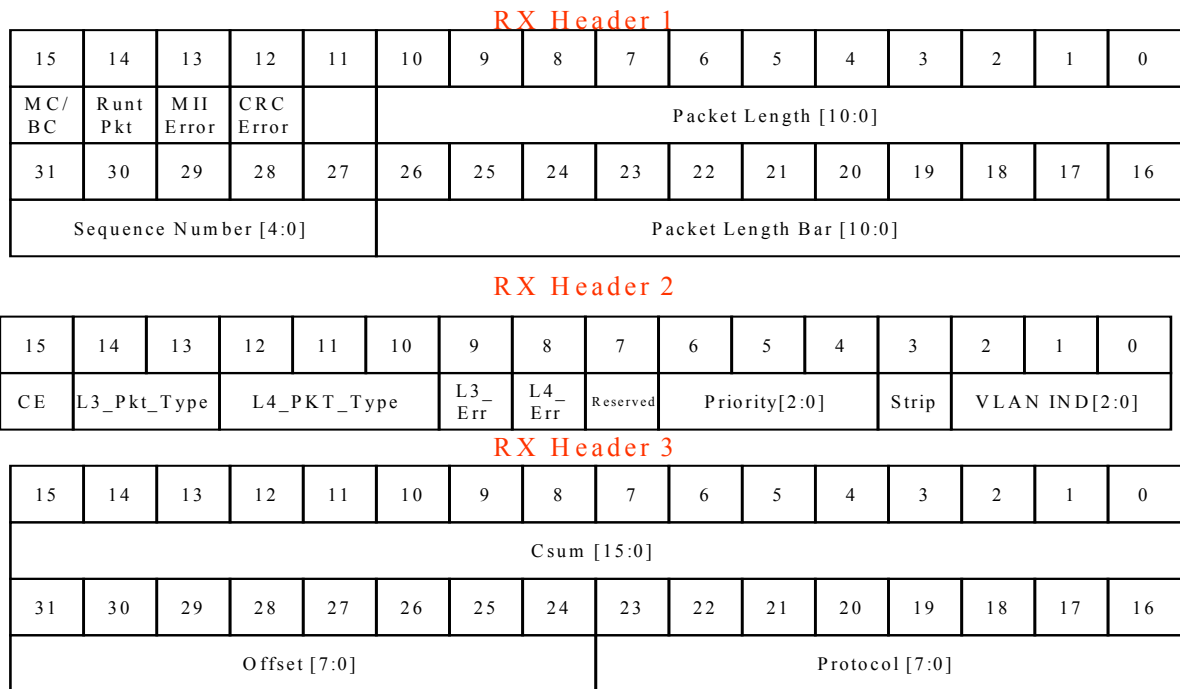 RX Header 1
15 14 13 12 11 10 9 8 7 6 5 4 3 2 1 0
MC/ BC Runt Pkt MII Error CRC Error Packet Length [10:0]
31 30 29 28 27 26 25 24 23 22 21 20 19 18 17 16
Sequence Number [4:0] Packet Length Bar [10:0]
RX Header 2
15 14 13 12 11 10 9 8 7 6 5 4 3 2 1 0
CE L3_Pkt_Type L4_PKT_Type L3_ Err L4_ Err Reserved Priority[2:0] Strip VLAN IND[2:0]
RX Header 3
15 14 13 12 11 10 9 8 7 6 5 4 3 2 1 0
Csum [15:0]
31 30 29 28 27 26 25 24 23 22 21 20 19 18 17 16
Offset [7:0] Protocol [7:0]